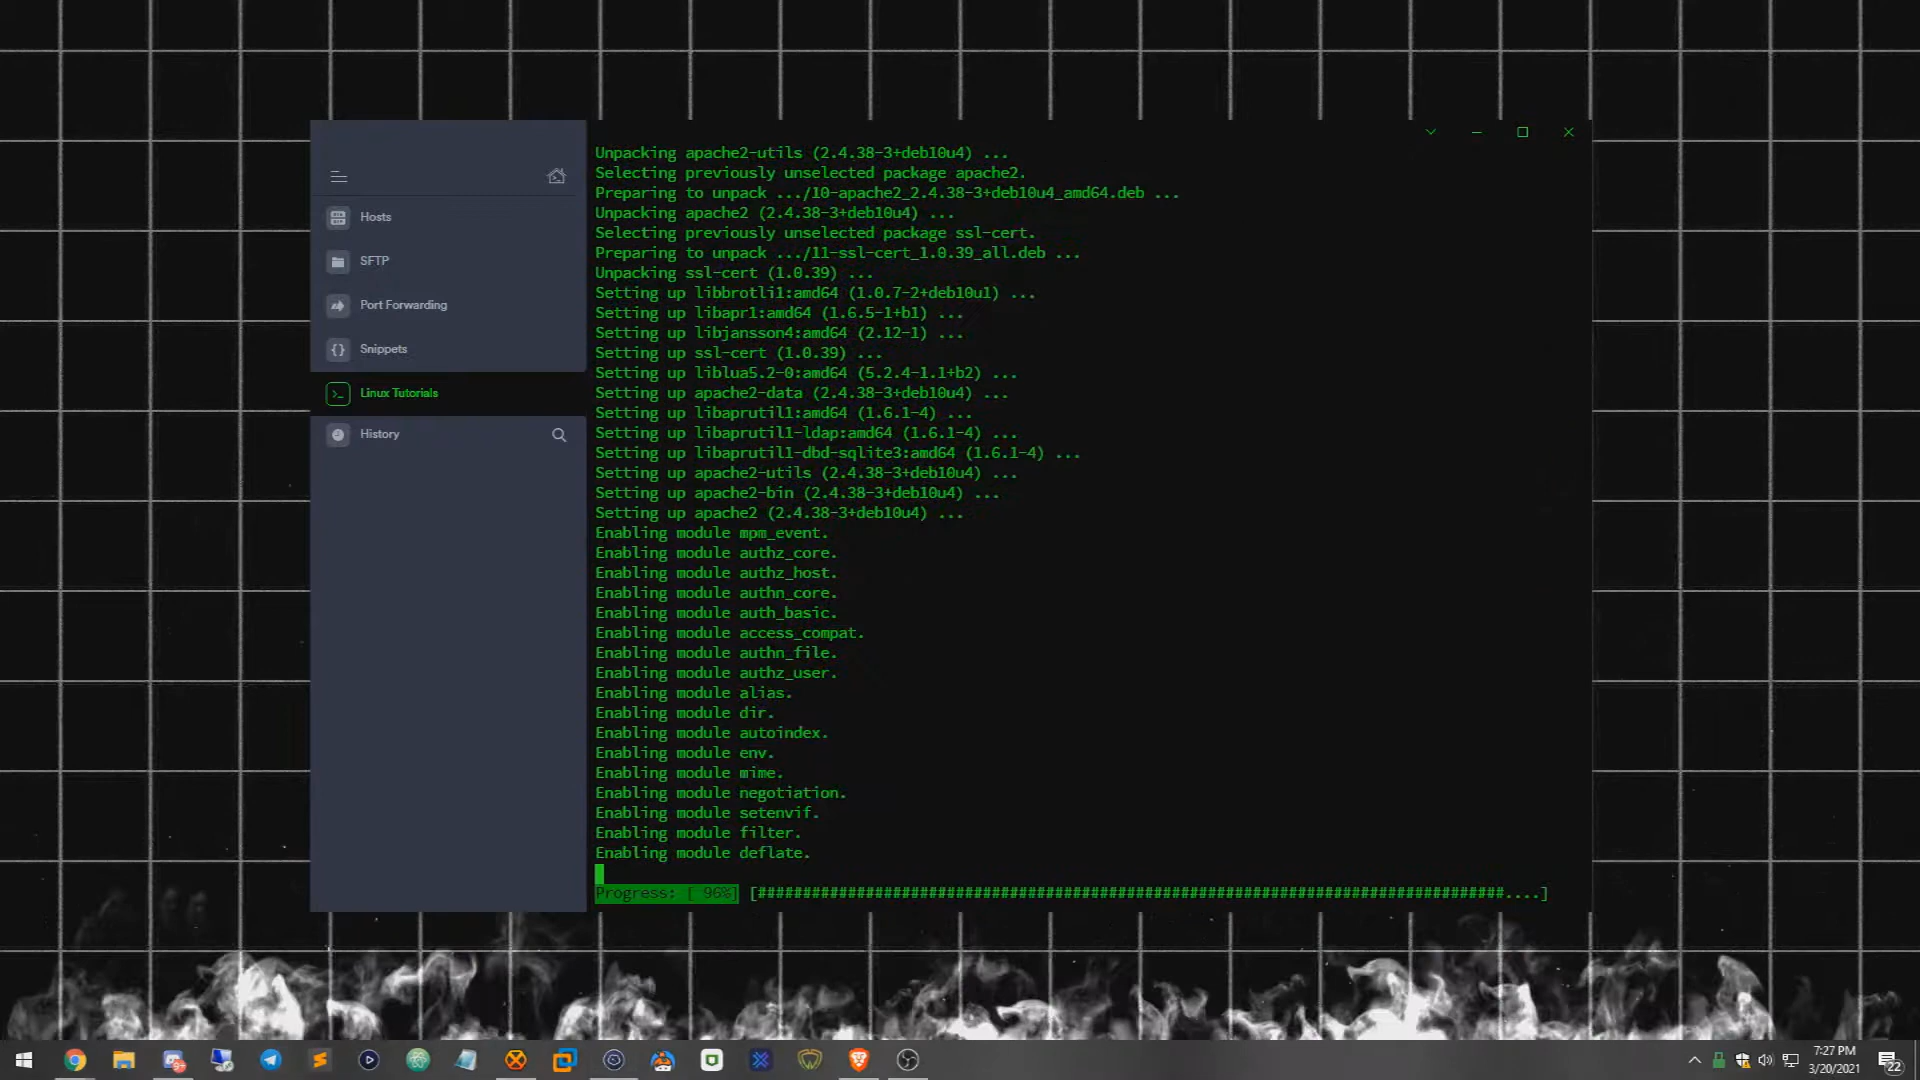 Hosts
SFTP
Port Forwarding
Snippets
Linux Tutorials
History
Unpacking apache2-utils (2.4.38-3+deb10u4) ...
Selecting previously unselected package apache2.
Preparing to unpack .../10-apache2_2.4.38-3+deb10u4_amd64.deb ...
Unpacking apache2 (2.4.38-3+deb10u4) ...
Selecting previously unselected package ssl-cert.
Preparing to unpack .../11-ssl-cert_1.0.39_all.deb ...
Unpacking ssl-cert (1.0.39) ...
Setting up libbrotli1:amd64 (1.0.7-2+deb10u1) ...
Setting up libapr1:amd64 (1.6.5-1+b1) ...
Setting up libjansson4:amd64 (2.12-1) ...
Setting up ssl-cert (1.0.39) ...
Setting up liblua5.2-0:amd64 (5.2.4-1.1+b2) ...
Setting up apache2-data (2.4.38-3+deb10u4) ...
Setting up libaprutil1:amd64 (1.6.1-4) ...
Setting up libaprutil1-ldap:amd64 (1.6.1-4) ...
Setting up libaprutil1-dbd-sqlite3:amd64 (1.6.1-4) ...
Setting up apache2-utils (2.4.38-3+deb10u4) ...
Setting up apache2-bin (2.4.38-3+deb10u4) ...
Setting up apache2 (2.4.38-3+deb10u4) ...
Enabling module mpm_event.
Enabling module authz_core.
Enabling module authz_host.
Enabling module authn_core.
Enabling module auth_basic.
Enabling module access_compat.
Enabling module authn_file.
Enabling module authz_user.
Enabling module alias.
Enabling module dir.
Enabling module autoindex.
Enabling module env.
Enabling module mime.
Enabling module negotiation.
Enabling module setenvif.
Enabling module filter.
Enabling module deflate.
Progress: [ 96%] [###################################################################################....]
7:27 PM
3/20/2021
22